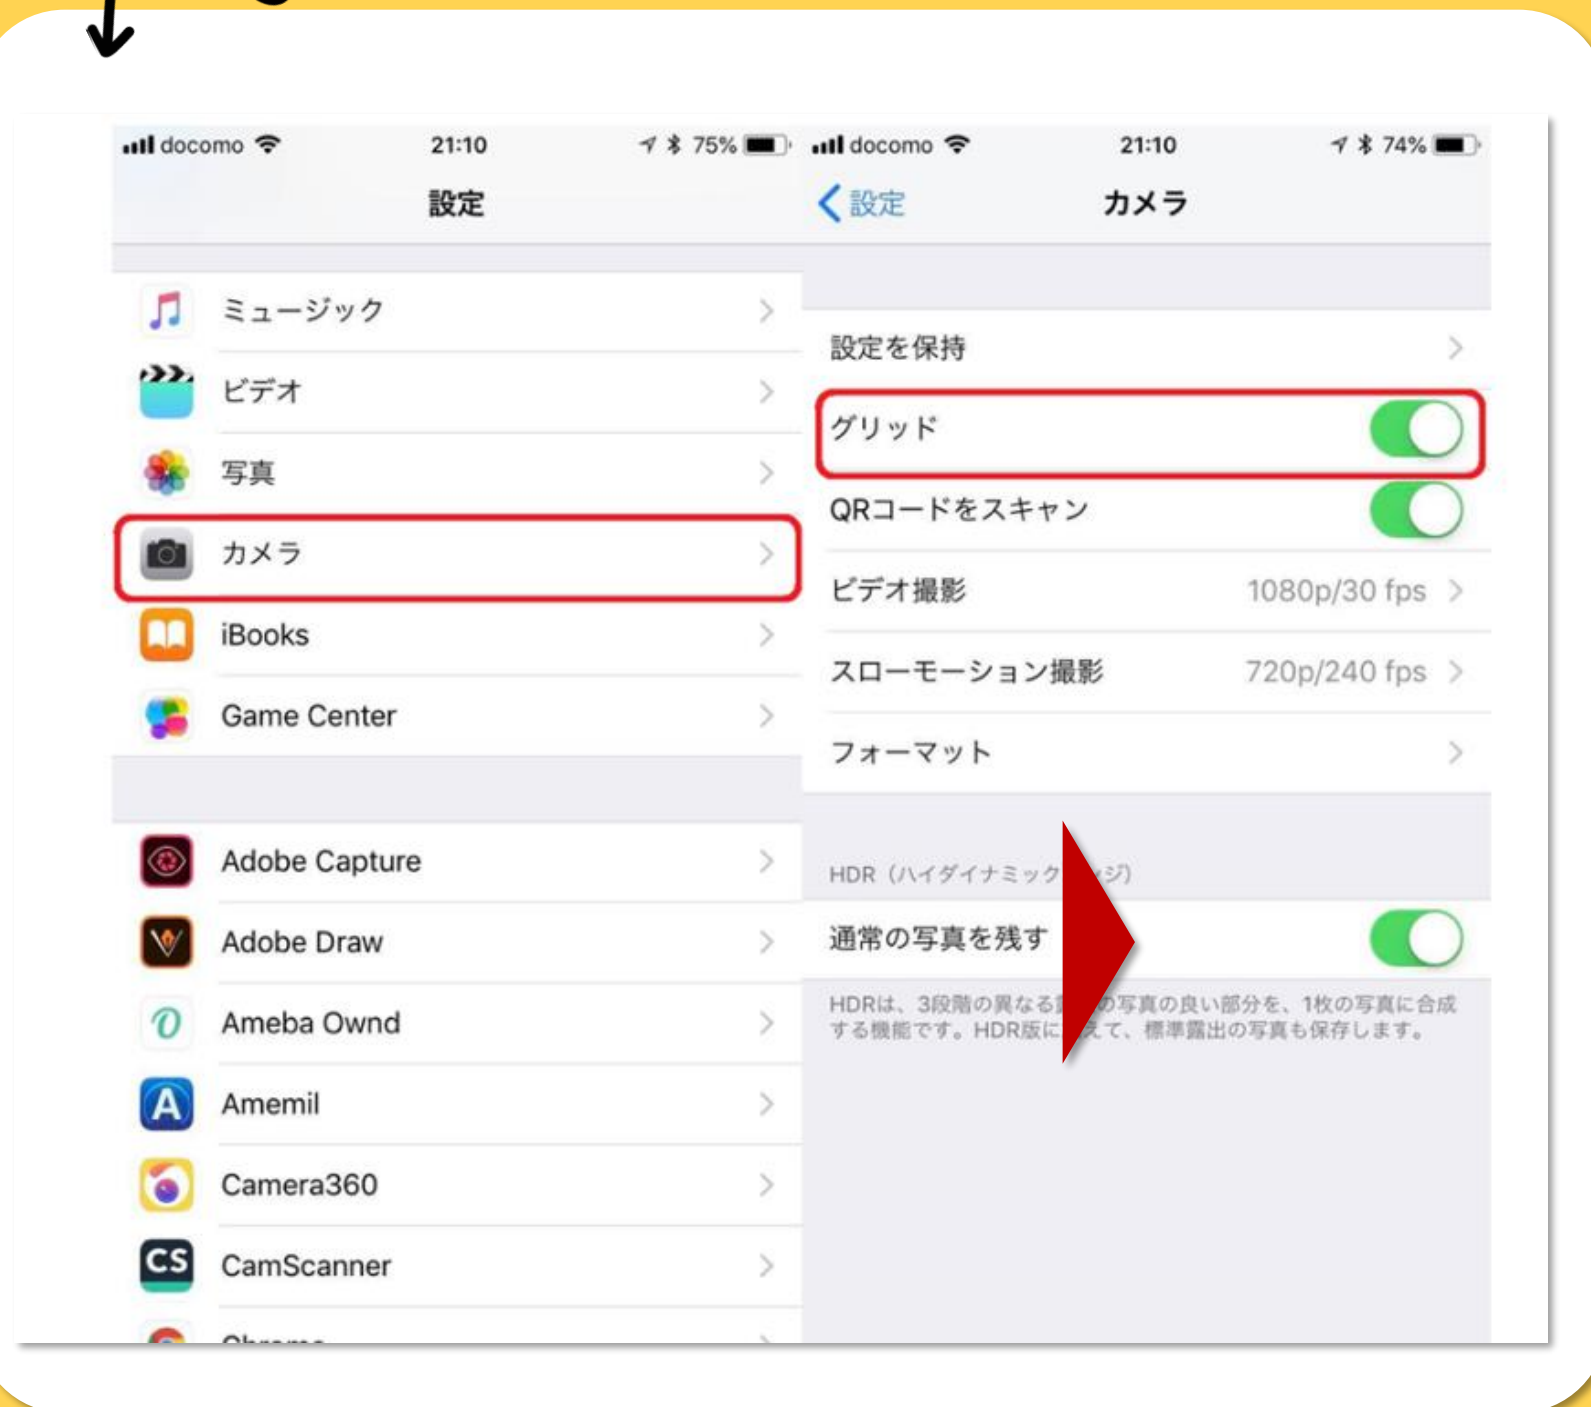 docomo 21:10 75%
設定
ミュージック
ビデオ
写真
カメラ
iBooks
Game Center
Adobe Capture
Adobe Draw
Ameba Ownd
Amemil
Camera360
CS CamScanner
docomo 21:10 74%
設定 カメラ
設定を保持
グリッド
QRコードをスキャン
ビデオ撮影 1080p/30 fps
スローモーション撮影 720p/240 fps
フォーマット
HDR（ハイダイナミック ジ）
通常の写真を残す
HDRは、3段階の異なる の写真の良い部分を、1枚の写真に合成
する機能です。HDR版に えて、標準露出の写真も保存します。